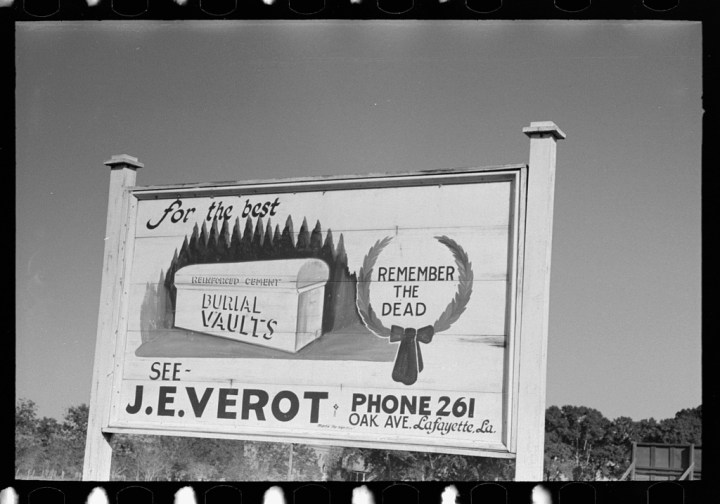 for the best
REINFORCED CEMENT
BURIAL
VAULTS
REMEMBER
THE
DEAD
SEE-
J.E. VEROT
PHONE 261
OAK AVE. Lafayette, La.